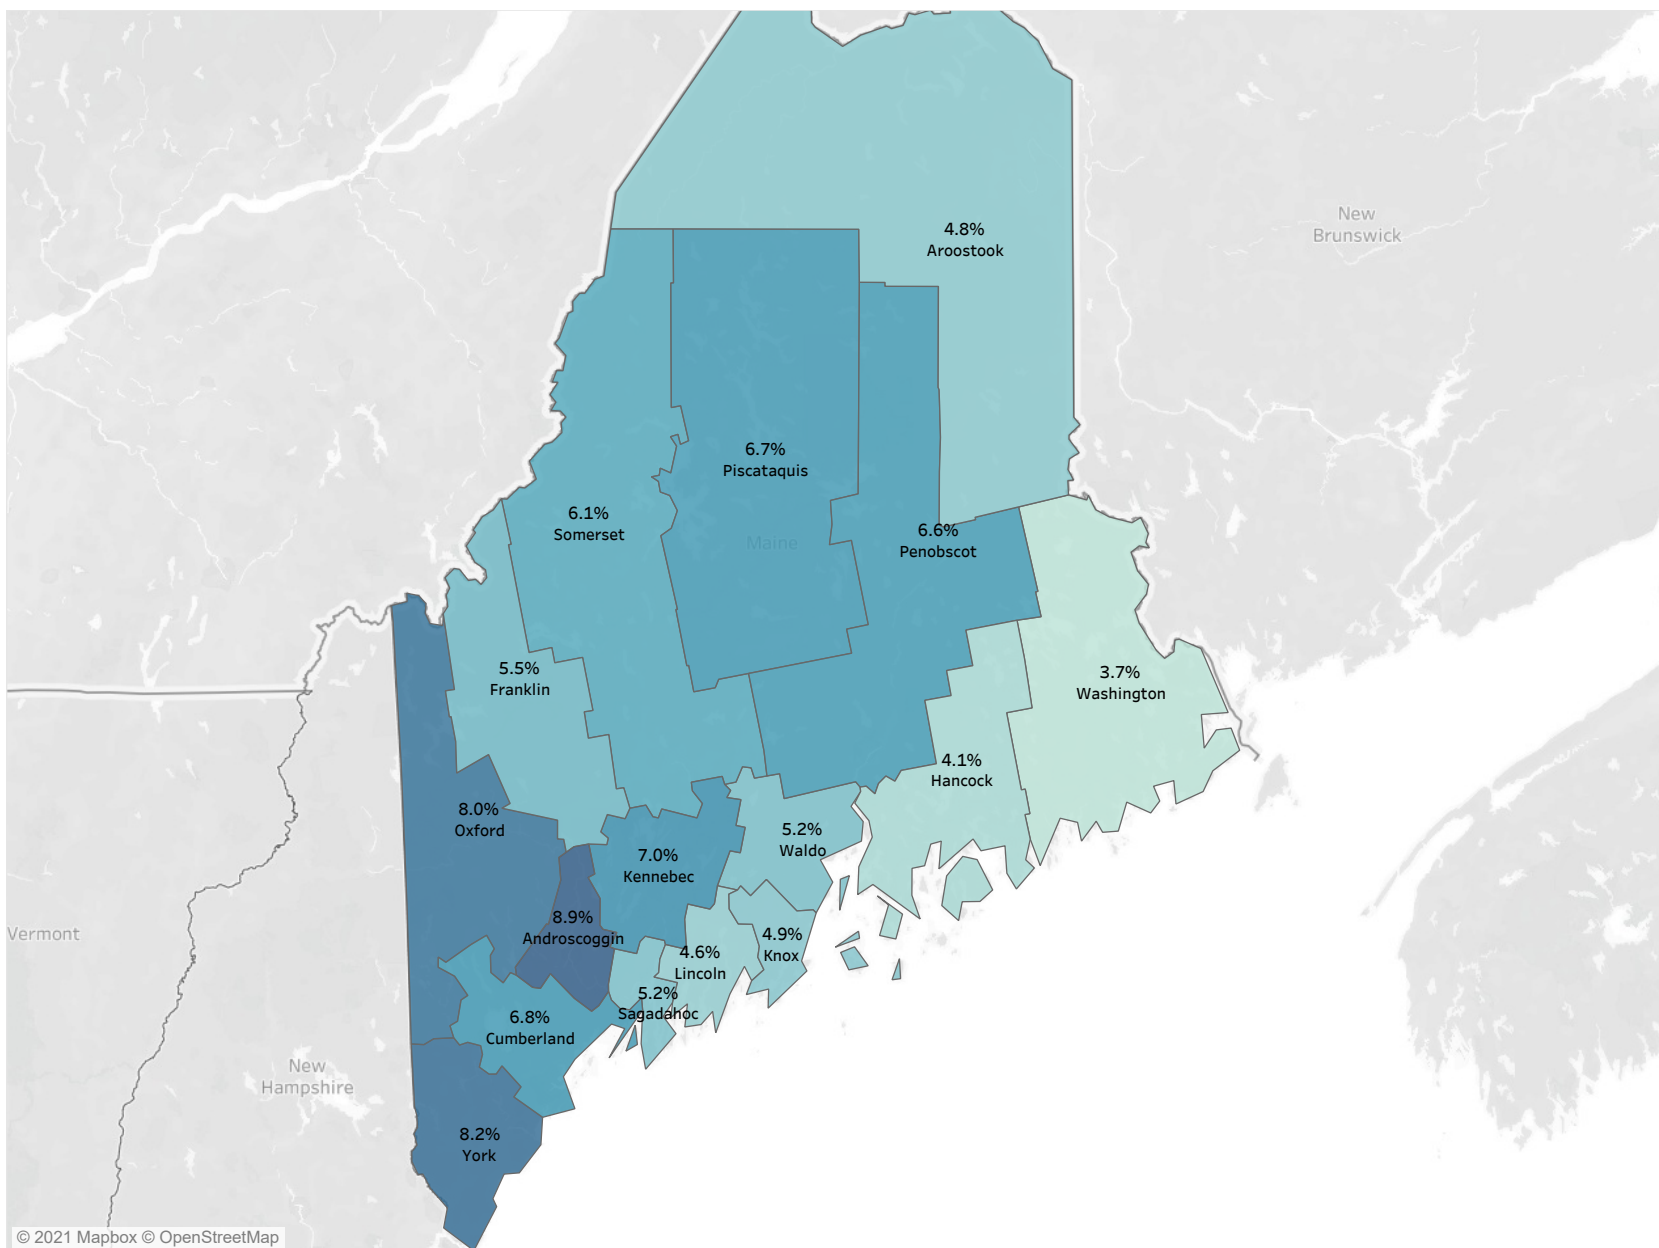 4.8%
Aroostook
New
Brunswick
6.7%
Piscataquis
6.1%
Somerset
Maine
6.6%
Penobscot
5.5%
Franklin
3.7%
Washington
4.1%
Hancock
8.0%
Oxford
5.2%
Waldo
7.0%
Kennebec
8.9%
Androscoggin
Vermont
4.9%
Knox
4.6%
Lincoln
5.2%
Sagadahoc
6.8%
Cumberland
New
Hampshire
8.2%
York
© 2021 Mapbox © OpenStreetMap